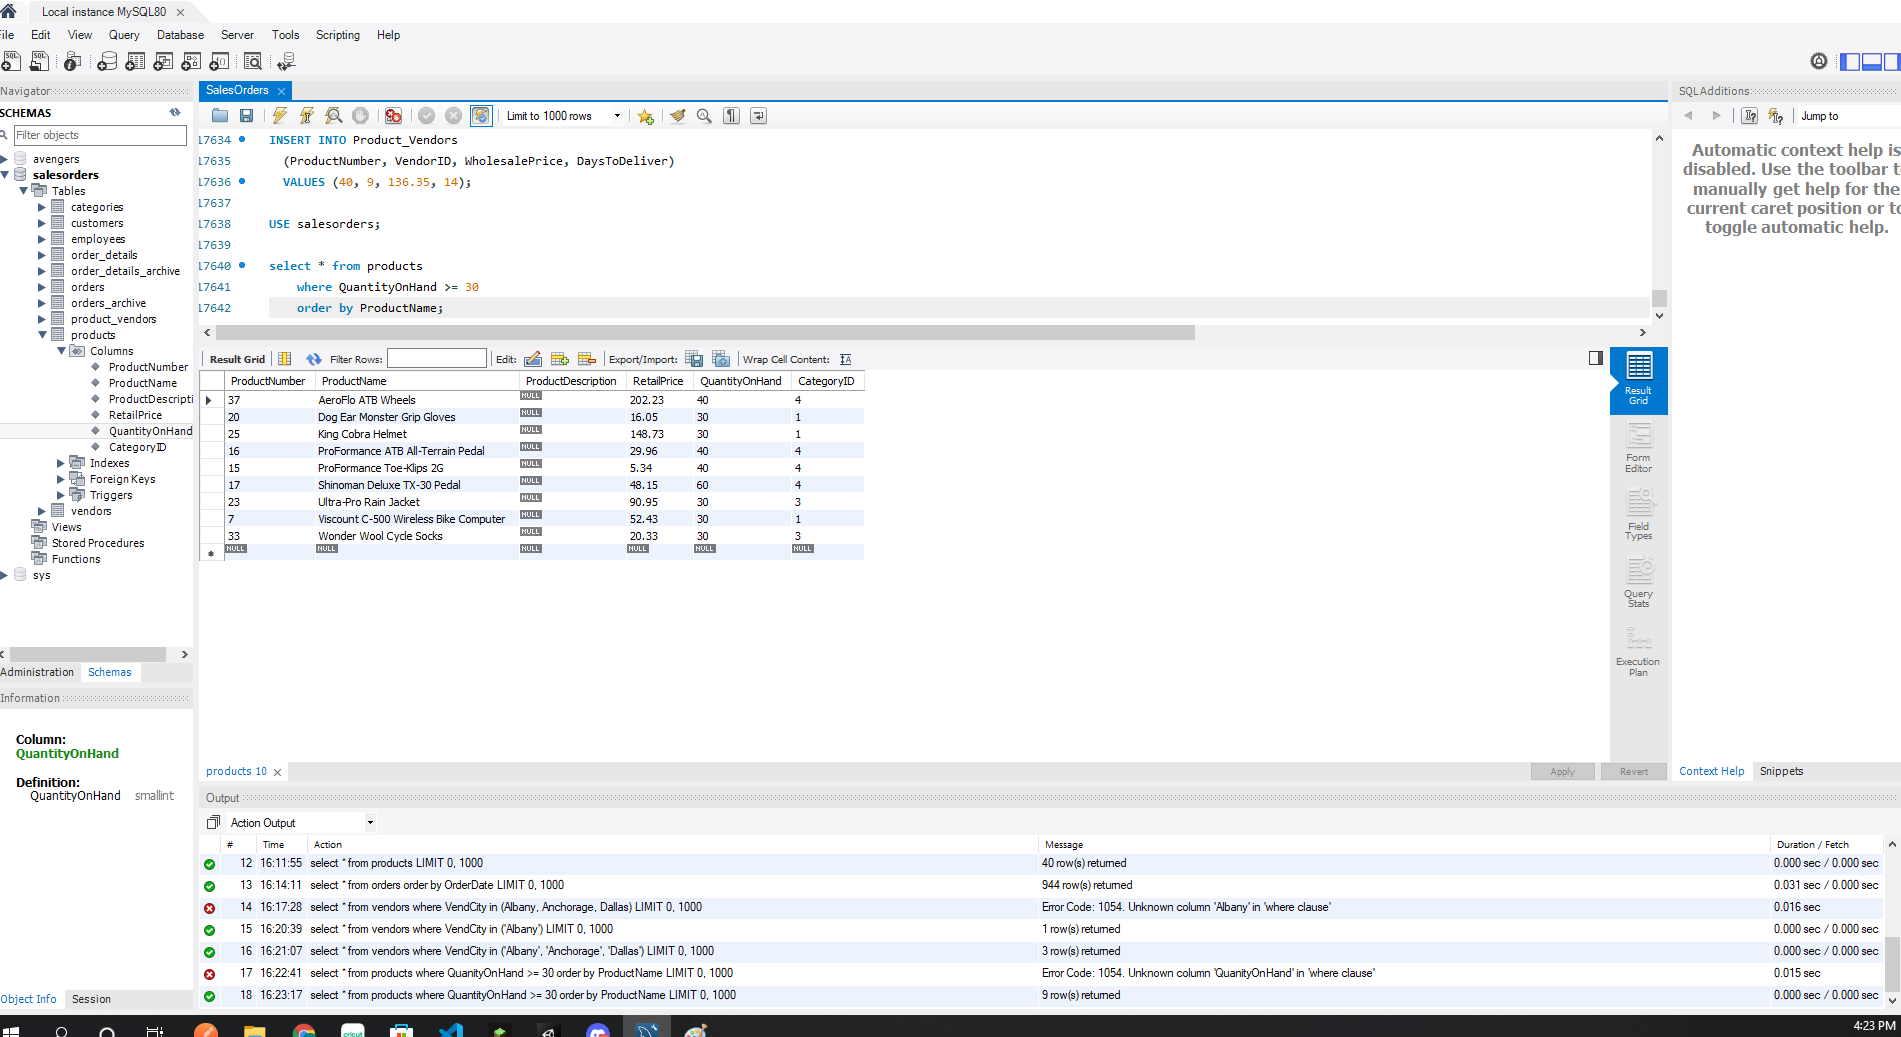 Local instance MySQL80
File Edit View Query Database Server Tools Scripting Help
Navigator
SCHEMAS
Filter objects
avengers
salesorders
Tables
categories
customers
employees
order_details
order_details_archive
orders
orders_archive
product_vendors
products
Columns
ProductNumber
ProductName
ProductDescripti
RetailPrice
QuantityOnHand
CategoryID
Indexes
Foreign Keys
Triggers
vendors
Views
Stored Procedures
Functions
sys
Administration Schemas
Information
Column:
QuantityOnHand
Definition:
QuantityOnHand smallint
Object Info Session
SalesOrders
Limit to 1000 rows
17634 INSERT INTO Product_Vendors
17635 (ProductNumber, VendorID, WholesalePrice, DaysToDeliver)
17636 VALUES (40, 9, 136.35, 14);
17637
17638 USE salesorders;
17639
17640 select * from products
17641 where QuantityOnHand >= 30
17642 order by ProductName;
Result Grid Filter Rows: Edit: Export/Import: Wrap Cell Content:
ProductNumber ProductName ProductDescription RetailPrice QuantityOnHand CategoryID
37 AeroFlo ATB Wheels NULL 202.23 40 4
20 Dog Ear Monster Grip Gloves NULL 16.05 30 1
25 King Cobra Helmet NULL 148.73 30 1
16 ProFormance ATB All-Terrain Pedal NULL 29.96 40 4
15 ProFormance Toe-Klips 2G NULL 5.34 40 4
17 Shinoman Deluxe TX-30 Pedal NULL 48.15 60 4
23 Ultra-Pro Rain Jacket NULL 90.95 30 3
7 Viscount C-500 Wireless Bike Computer NULL 52.43 30 1
33 Wonder Wool Cycle Socks NULL 20.33 30 3
NULL NULL NULL NULL NULL NULL
Result
Grid
Form
Editor
Field
Types
Query
Stats
Execution
Plan
products 10 Apply Revert
SQLAdditions
Jump to
Automatic context help is
disabled. Use the toolbar t
manually get help for the
current caret position or to
toggle automatic help.
Context Help Snippets
Output
Action Output
# Time Action Message Duration / Fetch
12 16:11:55 select * from products LIMIT 0, 1000 40 row(s) returned 0.000 sec / 0.000 sec
13 16:14:11 select * from orders order by OrderDate LIMIT 0, 1000 944 row(s) returned 0.031 sec / 0.000 sec
14 16:17:28 select * from vendors where VendCity in (Albany, Anchorage, Dallas) LIMIT 0, 1000 Error Code: 1054. Unknown column 'Albany' in 'where clause' 0.016 sec
15 16:20:39 select * from vendors where VendCity in ('Albany') LIMIT 0, 1000 1 row(s) returned 0.000 sec / 0.000 sec
16 16:21:07 select * from vendors where VendCity in ('Albany', 'Anchorage', 'Dallas') LIMIT 0, 1000 3 row(s) returned 0.000 sec / 0.000 sec
17 16:22:41 select * from products where QuanityOnHand >= 30 order by ProductName LIMIT 0, 1000 Error Code: 1054. Unknown column 'QuanityOnHand' in 'where clause' 0.015 sec
18 16:23:17 select * from products where QuantityOnHand >= 30 order by ProductName LIMIT 0, 1000 9 row(s) returned 0.000 sec / 0.000 sec
cricut
4:23 PM